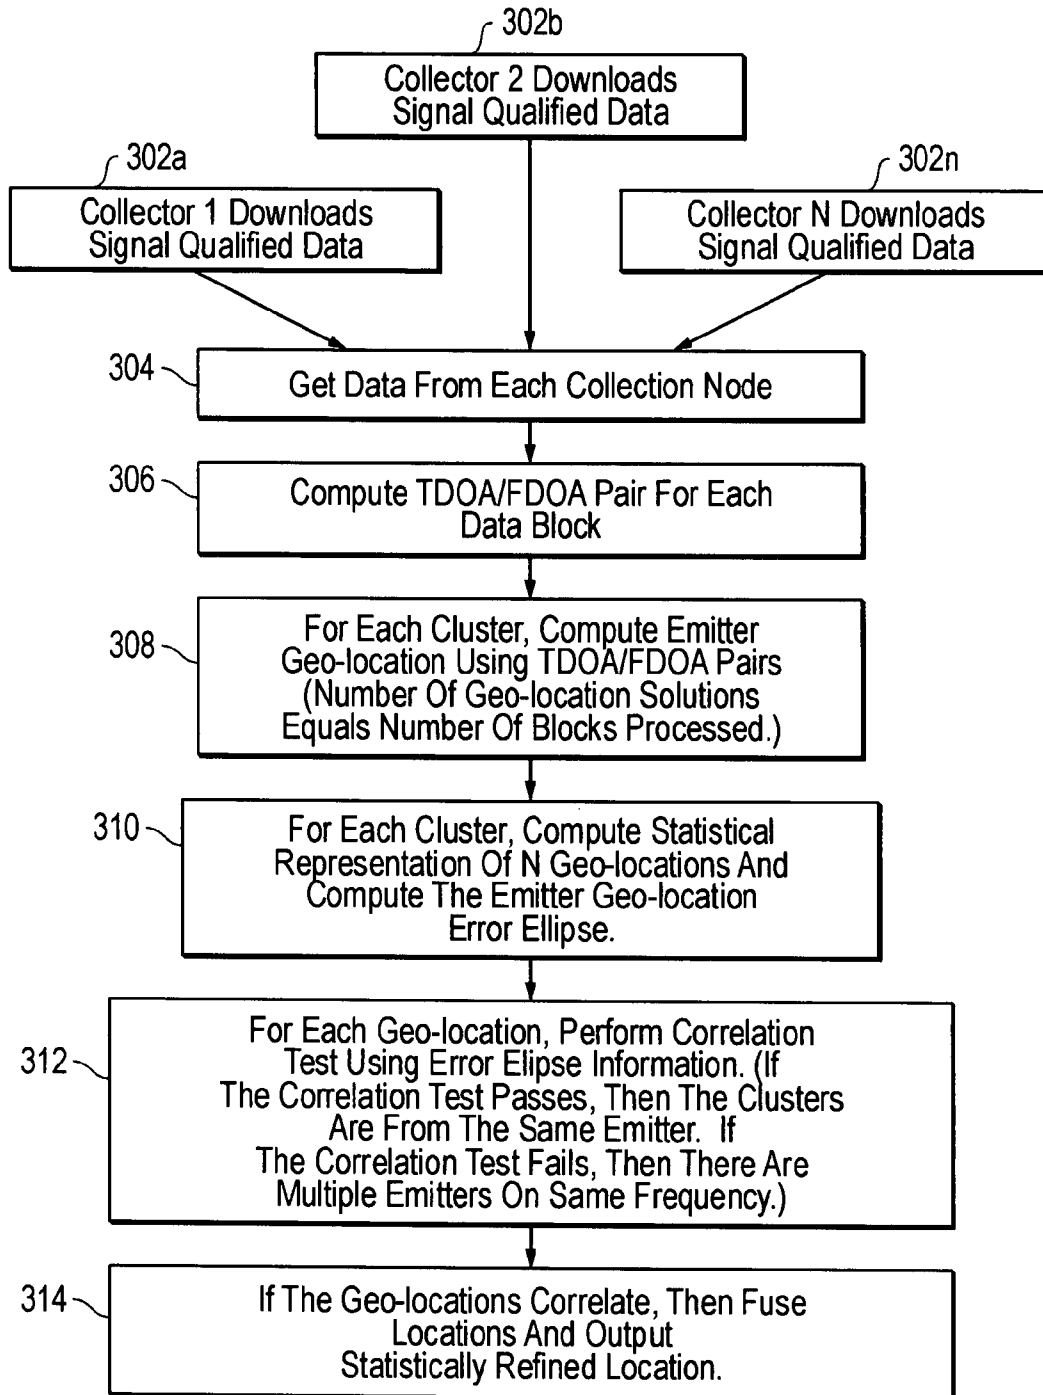 302b
Collector 2 Downloads
Signal Qualified Data
302a
Collector 1 Downloads
Signal Qualified Data
302n
Collector N Downloads
Signal Qualified Data
304
Get Data From Each Collection Node
306
Compute TDOA/FDOA Pair For Each
Data Block
308
For Each Cluster, Compute Emitter
Geo-location Using TDOA/FDOA Pairs
(Number Of Geo-location Solutions
Equals Number Of Blocks Processed.)
310
For Each Cluster, Compute Statistical
Representation Of N Geo-locations And
Compute The Emitter Geo-location
Error Ellipse.
312
For Each Geo-location, Perform Correlation
Test Using Error Elipse Information. (If
The Correlation Test Passes, Then The Clusters
Are From The Same Emitter. If
The Correlation Test Fails, Then There Are
Multiple Emitters On Same Frequency.)
314
If The Geo-locations Correlate, Then Fuse
Locations And Output
Statistically Refined Location.